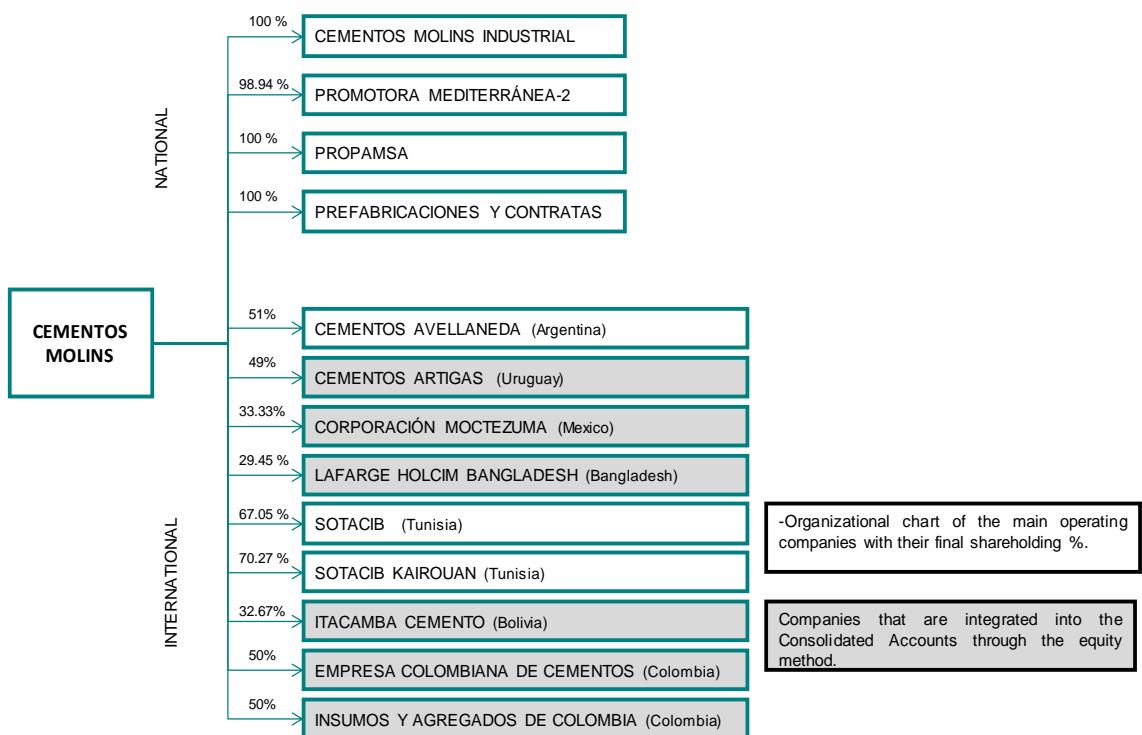 100 %
CEMENTOS MOLINS INDUSTRIAL
98.94 %
PROMOTORA MEDITERRÁNEA-2
100 %
PROPAMSA
100 %
PREFABRICACIONES Y CONTRATAS
NATIONAL
CEMENTOS
MOLINS
51%
CEMENTOS AVELLANEDA (Argentina)
49%
CEMENTOS ARTIGAS (Uruguay)
33.33%
CORPORACIÓN MOCTEZUMA (Mexico)
29.45 %
LAFARGE HOLCIM BANGLADESH (Bangladesh)
67.05 %
SOTACIB (Tunisia)
70.27 %
SOTACIB KAIROUAN (Tunisia)
32.67%
ITACAMBA CEMENTO (Bolivia)
50%
EMPRESA COLOMBIANA DE CEMENTOS (Colombia)
50%
INSUMOS Y AGREGADOS DE COLOMBIA (Colombia)
INTERNATIONAL
-Organizational chart of the main operating
companies with their final shareholding %.
Companies that are integrated into the
Consolidated Accounts through the equity
method.